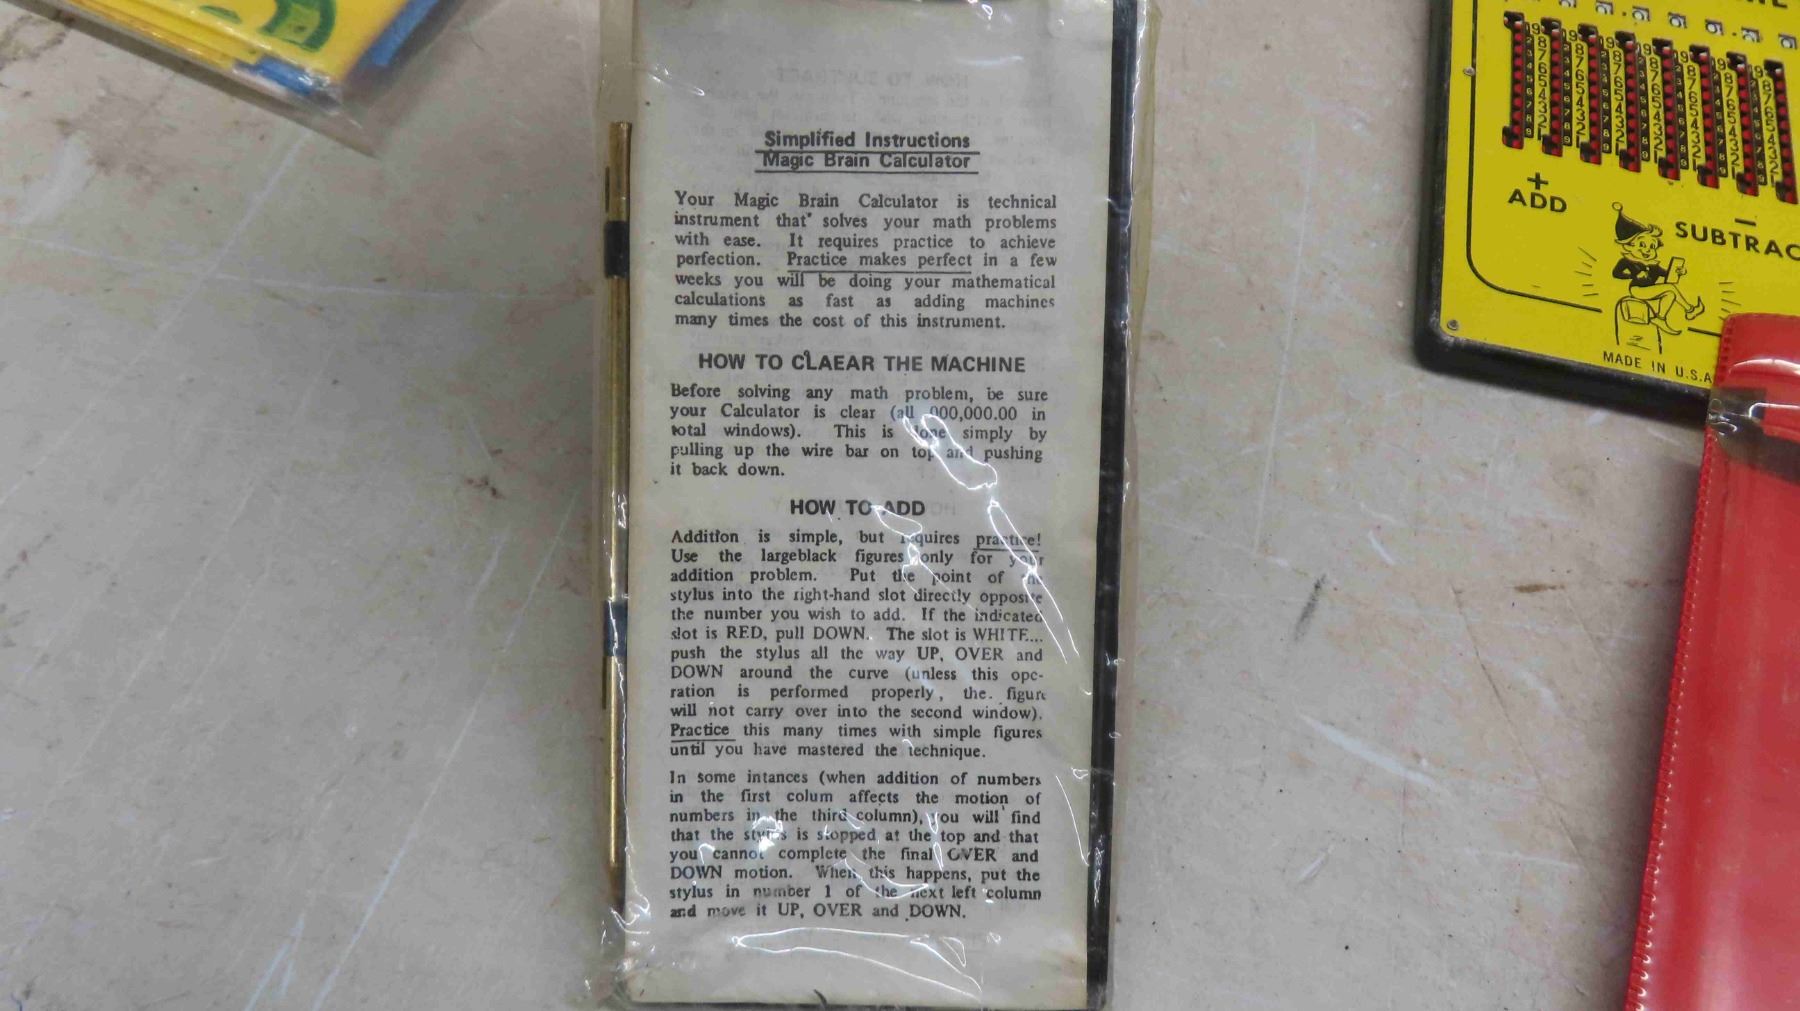 Simplified Instructions
Magic Brain Calculator
Your Magic Brain Calculator is technical
instrument that solves your math problems
with ease. It requires practice to achieve
perfection. Practice makes perfect in a few
weeks you will be doing your mathematical
calculations as fast as adding machines
many times the cost of this instrument.
HOW TO CLAEAR THE MACHINE
Before solving any math problem, be sure
your Calculator is clear (all 000,000.00 in
total windows). This is done simply by
pulling up the wire bar on top and pushing
it back down.
HOW TO ADD
Addition is simple, but requires practise!
Use the largeblack figures only for your
addition problem. Put the point of the
stylus into the right-hand slot directly opposite
the number you wish to add. If the indicated
slot is RED, pull DOWN. The slot is WHITE...
push the stylus all the way UP, OVER and
DOWN around the curve (unless this ope-
ration is performed properly, the figure
will not carry over into the second window).
Practice this many times with simple figures
until you have mastered the technique.
In some intances (when addition of numbers
in the first colum affects the motion of
numbers in the third column), you will find
that the stylus is stopped at the top and that
you cannot complete the final OVER and
DOWN motion. When this happens, put the
stylus in number 1 of the next left column
and move it UP, OVER and DOWN.
+
ADD
–
SUBTRAC
MADE IN U.S.A